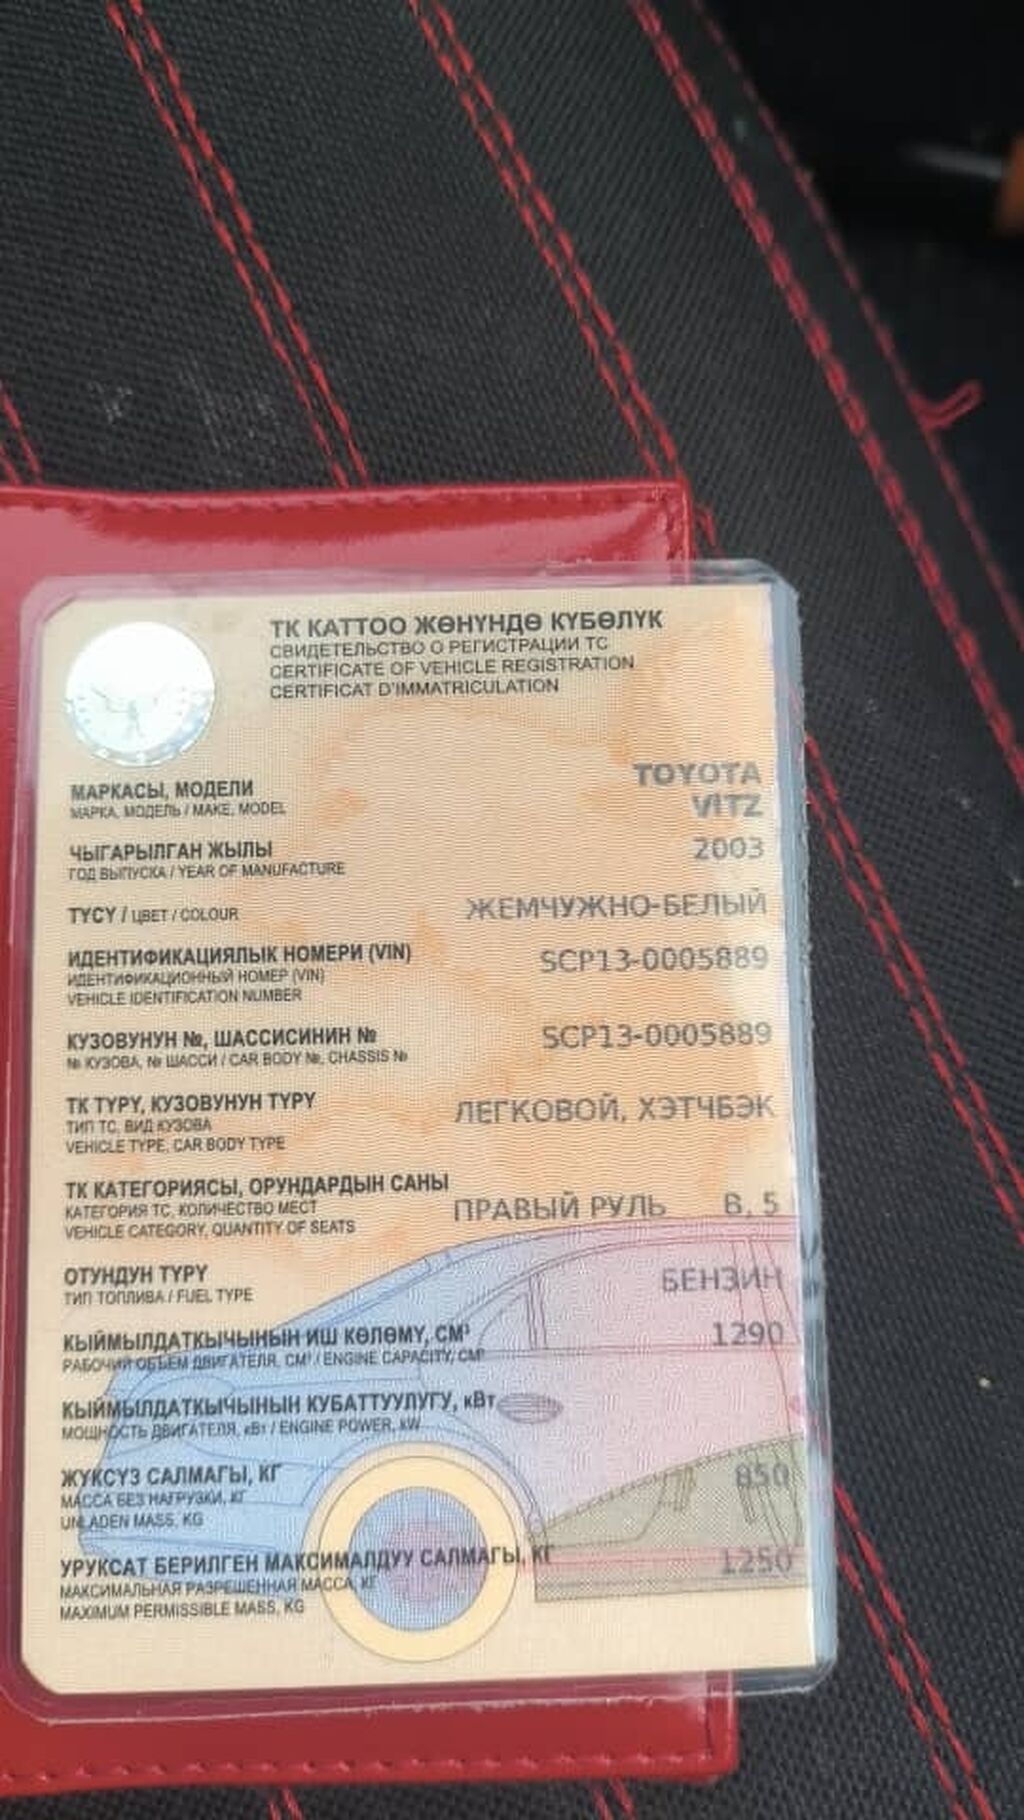 ТК КАТТОО ЖӨНҮНДӨ КҮБӨЛҮК
СВИДЕТЕЛЬСТВО О РЕГИСТРАЦИИ ТС
CERTIFICATE OF VEHICLE REGISTRATION
CERTIFICAT D'IMMATRICULATION
МАРКАСЫ, МОДЕЛИ
МАРКА, МОДЕЛЬ / MAKE, MODEL
TOYOTA
VITZ
ЧЫГАРЫЛГАН ЖЫЛЫ
ГОД ВЫПУСКА / YEAR OF MANUFACTURE
2003
ТҮСҮ / ЦВЕТ / COLOUR
ЖЕМЧУЖНО-БЕЛЫЙ
ИДЕНТИФИКАЦИЯЛЫК НОМЕРИ (VIN)
ИДЕНТИФИКАЦИОННЫЙ НОМЕР (VIN)
VEHICLE IDENTIFICATION NUMBER
SCP13-0005889
КУЗОВУНУН №, ШАССИСИНИН №
№ КУЗОВА, № ШАССИ / CAR BODY №, CHASSIS №
SCP13-0005889
ТК ТҮРҮ, КУЗОВУНУН ТҮРҮ
ТИП ТС, ВИД КУЗОВА
VEHICLE TYPE, CAR BODY TYPE
ЛЕГКОВОЙ, ХЭТЧБЭК
ТК КАТЕГОРИЯСЫ, ОРУНДАРДЫН САНЫ
КАТЕГОРИЯ ТС, КОЛИЧЕСТВО МЕСТ
VEHICLE CATEGORY, QUANTITY OF SEATS
ПРАВЫЙ РУЛЬ B, 5
ОТУНДУН ТҮРҮ
ТИП ТОПЛИВА / FUEL TYPE
БЕНЗИН
КЫЙМЫЛДАТКЫЧЫНЫН ИШ КӨЛӨМҮ, СМ³
РАБОЧИЙ ОБЪЕМ ДВИГАТЕЛЯ, СМ³ / ENGINE CAPACITY, CM³
1290
КЫЙМЫЛДАТКЫЧЫНЫН КУБАТТУУЛУГУ, кВт
МОЩНОСТЬ ДВИГАТЕЛЯ, кВт / ENGINE POWER, kW
ЖҮКСҮЗ САЛМАГЫ, КГ
МАССА БЕЗ НАГРУЗКИ, КГ
UNLADEN MASS, KG
850
УРУКСАТ БЕРИЛГЕН МАКСИМАЛДУУ САЛМАГЫ, КГ
МАКСИМАЛЬНАЯ РАЗРЕШЕННАЯ МАССА, КГ
MAXIMUM PERMISSIBLE MASS, KG
1250